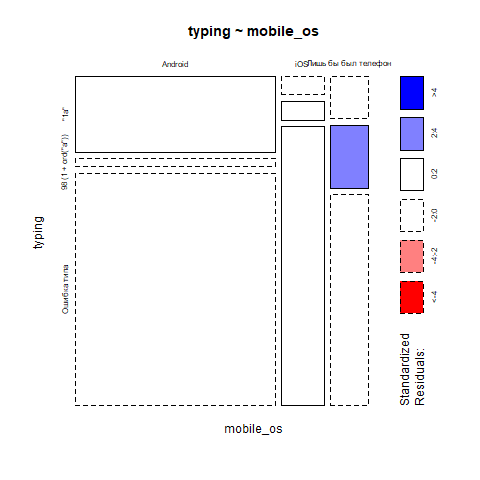 typing ~ mobile_os
Android
iOS
Лишь бы был телефон
"1a"
98 (1 + ord("a"))
Ошибка типа
typing
mobile_os
Standardized
Residuals:
<-4
-4:-2
-2:0
0:2
2:4
>4